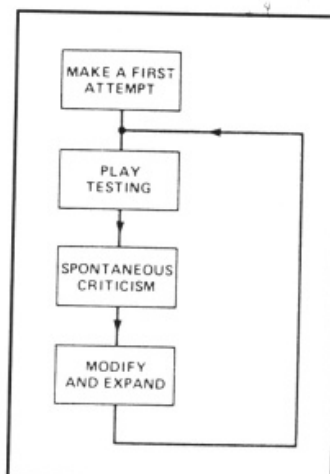 MAKE A FIRST
ATTEMPT
PLAY
TESTING
SPONTANEOUS
CRITICISM
MODIFY
AND EXPAND